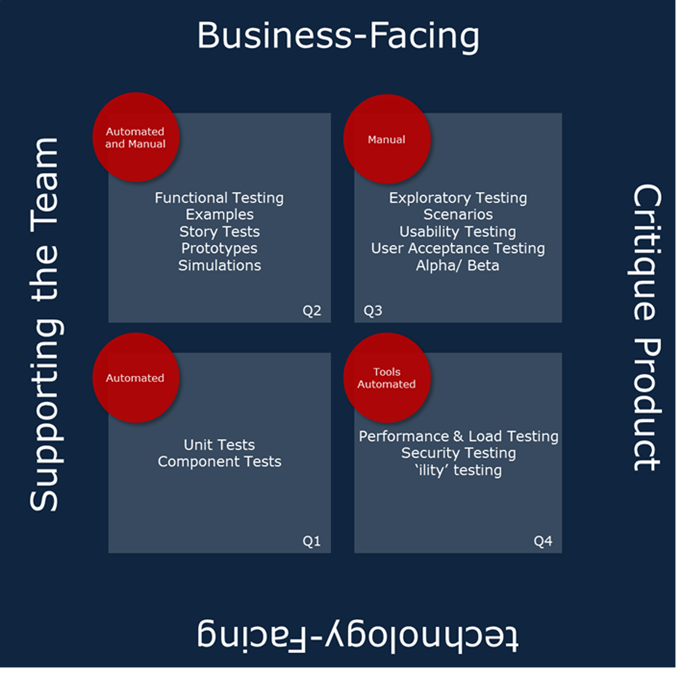 Business-Facing
Supporting the Team
Automated
and Manual
Functional Testing
Examples
Story Tests
Prototypes
Simulations
Q2
Manual
Exploratory Testing
Scenarios
Usability Testing
User Acceptance Testing
Alpha/ Beta
Q3
Critique Product
Automated
Unit Tests
Component Tests
Q1
Tools
Automated
Performance & Load Testing
Security Testing
‘ility’ testing
Q4
technology-Facing